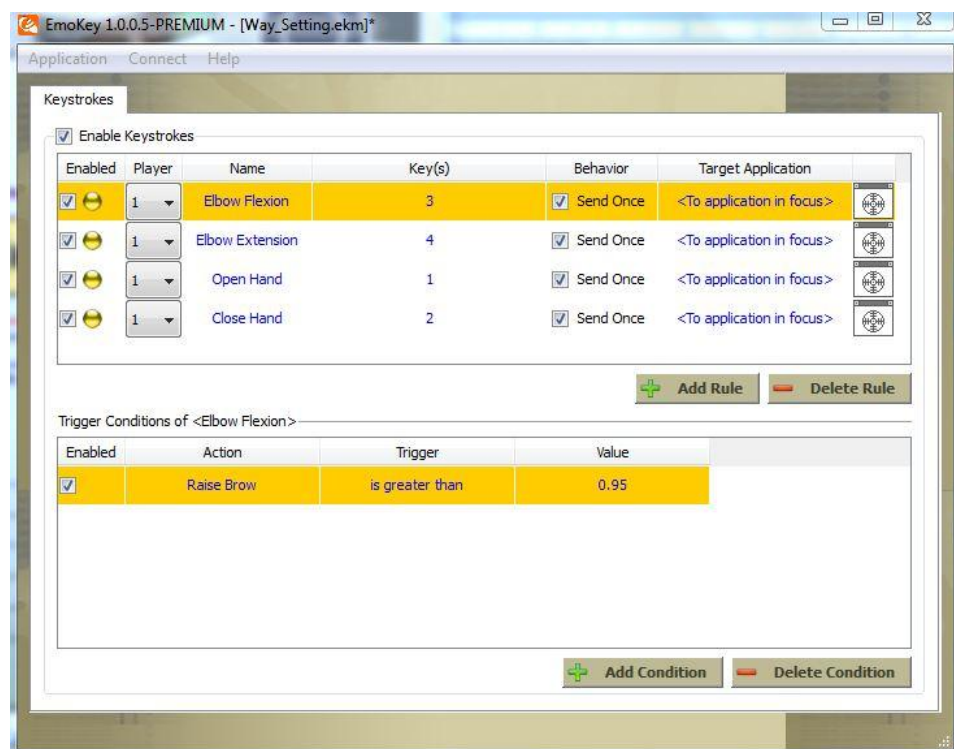 EmoKey 1.0.0.5-PREMIUM - [Way_Setting.ekm]*
Application Connect Help
Keystrokes
Enable Keystrokes
Enabled Player Name Key(s) Behavior Target Application
1 Elbow Flexion 3 Send Once <To application in focus>
1 Elbow Extension 4 Send Once <To application in focus>
1 Open Hand 1 Send Once <To application in focus>
1 Close Hand 2 Send Once <To application in focus>
Add Rule Delete Rule
Trigger Conditions of <Elbow Flexion>
Enabled Action Trigger Value
Raise Brow is greater than 0.95
Add Condition Delete Condition